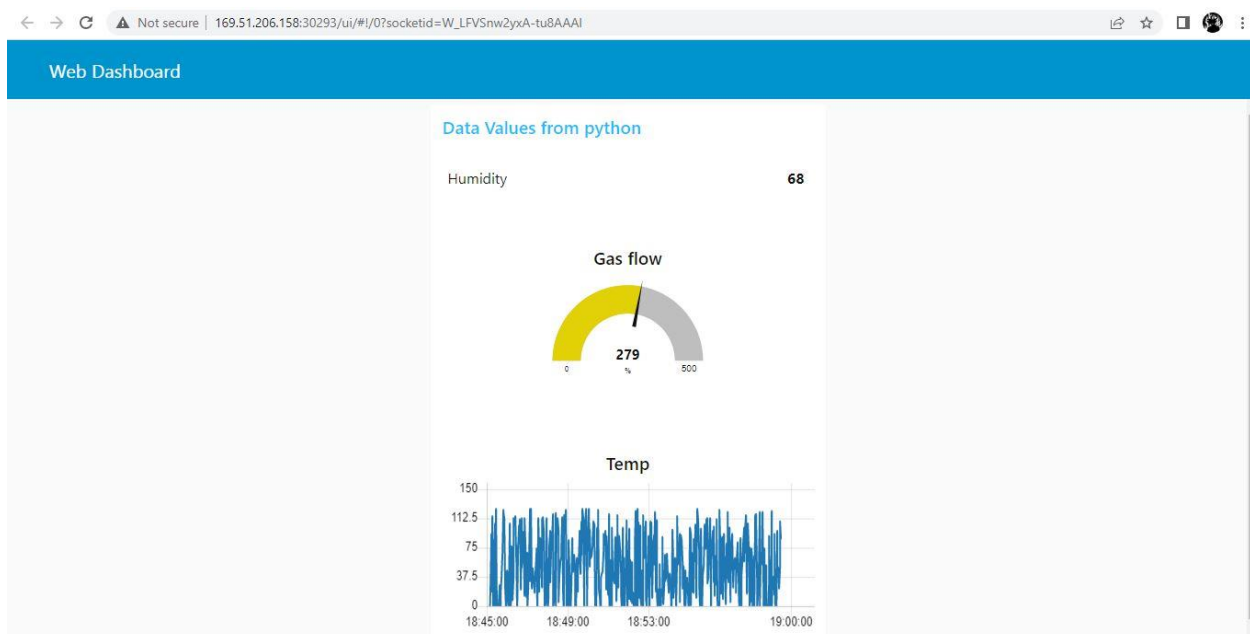 Not secure | 169.51.206.158:30293/ui/#!/0?socketid=W_LFVSnw2yxA-tu8AAAI
Web Dashboard
Data Values from python
Humidity 68
Gas flow
279
0 % 500
Temp
150
112.5
75
37.5
0
18:45:00 18:49:00 18:53:00 19:00:00